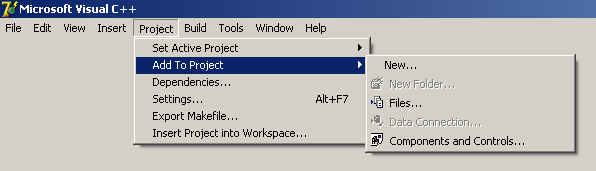 Microsoft Visual C++
File Edit View Insert Project Build Tools Window Help
Set Active Project
Add To Project
Dependencies...
Settings... Alt+F7
Export Makefile...
Insert Project into Workspace...
New...
New Folder...
Files...
Data Connection...
Components and Controls...